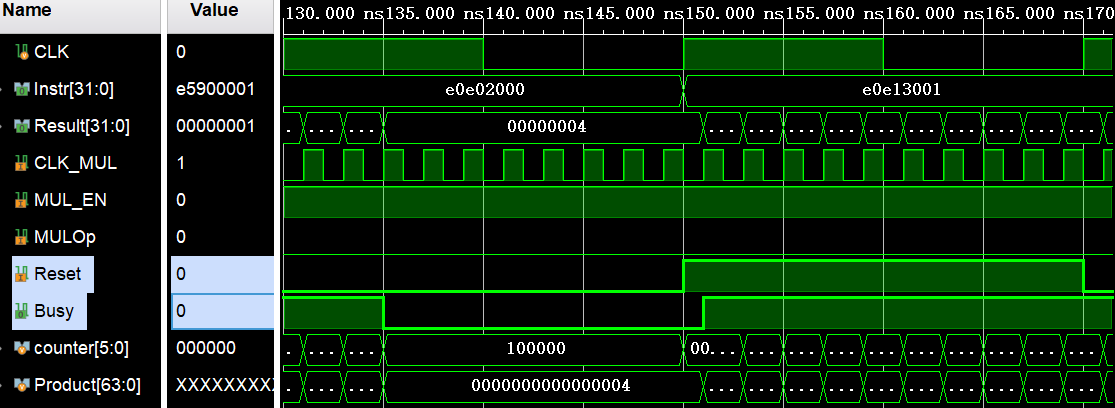 Name Value 130.000 ns 135.000 ns 140.000 ns 145.000 ns 150.000 ns 155.000 ns 160.000 ns 165.000 ns 170.
CLK 0
Instr[31:0] e5900001 e0e02000 e0e13001
Result[31:0] 00000001 ... ... 00000004 ... ... ... ... ... ... ... ... ... ...
CLK_MUL 1
MUL_EN 0
MULOp 0
Reset 0
Busy 0
counter[5:0] 000000 ... ... 100000 00... ... ... ... ... ... ... ... ... ...
Product[63:0] XXXXXXXXX ... ... 0000000000000004 ... ... ... ... ... ... ... ... ... ...